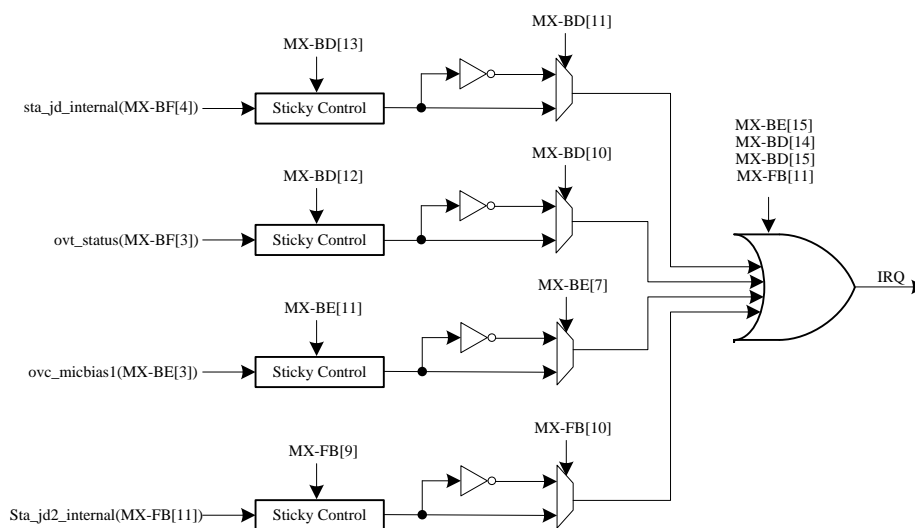 MX-BD[13]
MX-BD[11]
sta_jd_internal(MX-BF[4])
Sticky Control
MX-BE[15]
MX-BD[14]
MX-BD[15]
MX-FB[11]
MX-BD[12]
MX-BD[10]
ovt_status(MX-BF[3])
Sticky Control
IRQ
MX-BE[11]
MX-BE[7]
ovc_micbias1(MX-BE[3])
Sticky Control
MX-FB[9]
MX-FB[10]
Sta_jd2_internal(MX-FB[11])
Sticky Control